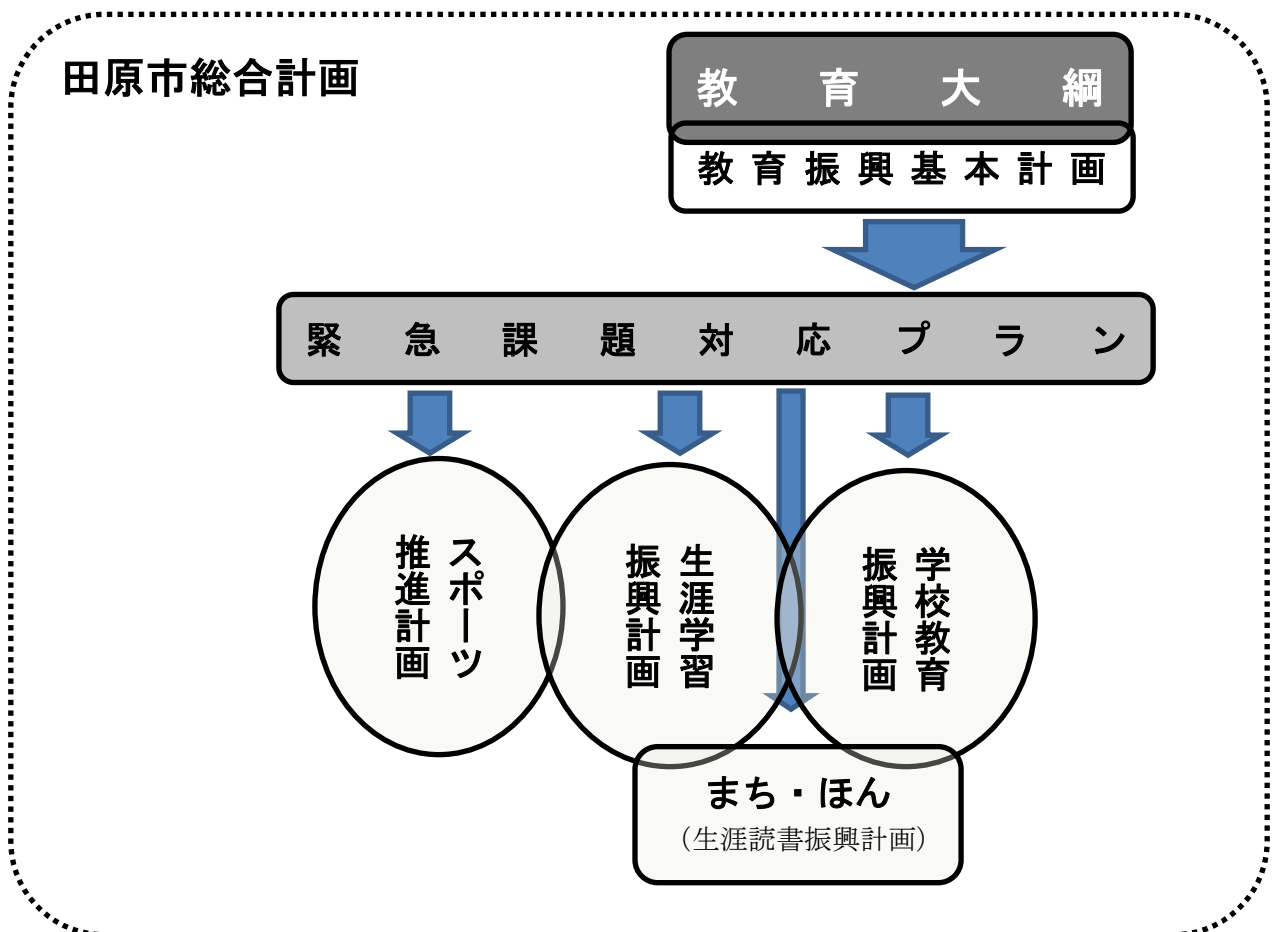 田原市総合計画
教育大綱
教育振興基本計画
緊急課題対応プラン
スポーツ
推進計画
生涯学習
振興計画
学校教育
振興計画
まち・ほん
（生涯読書振興計画）